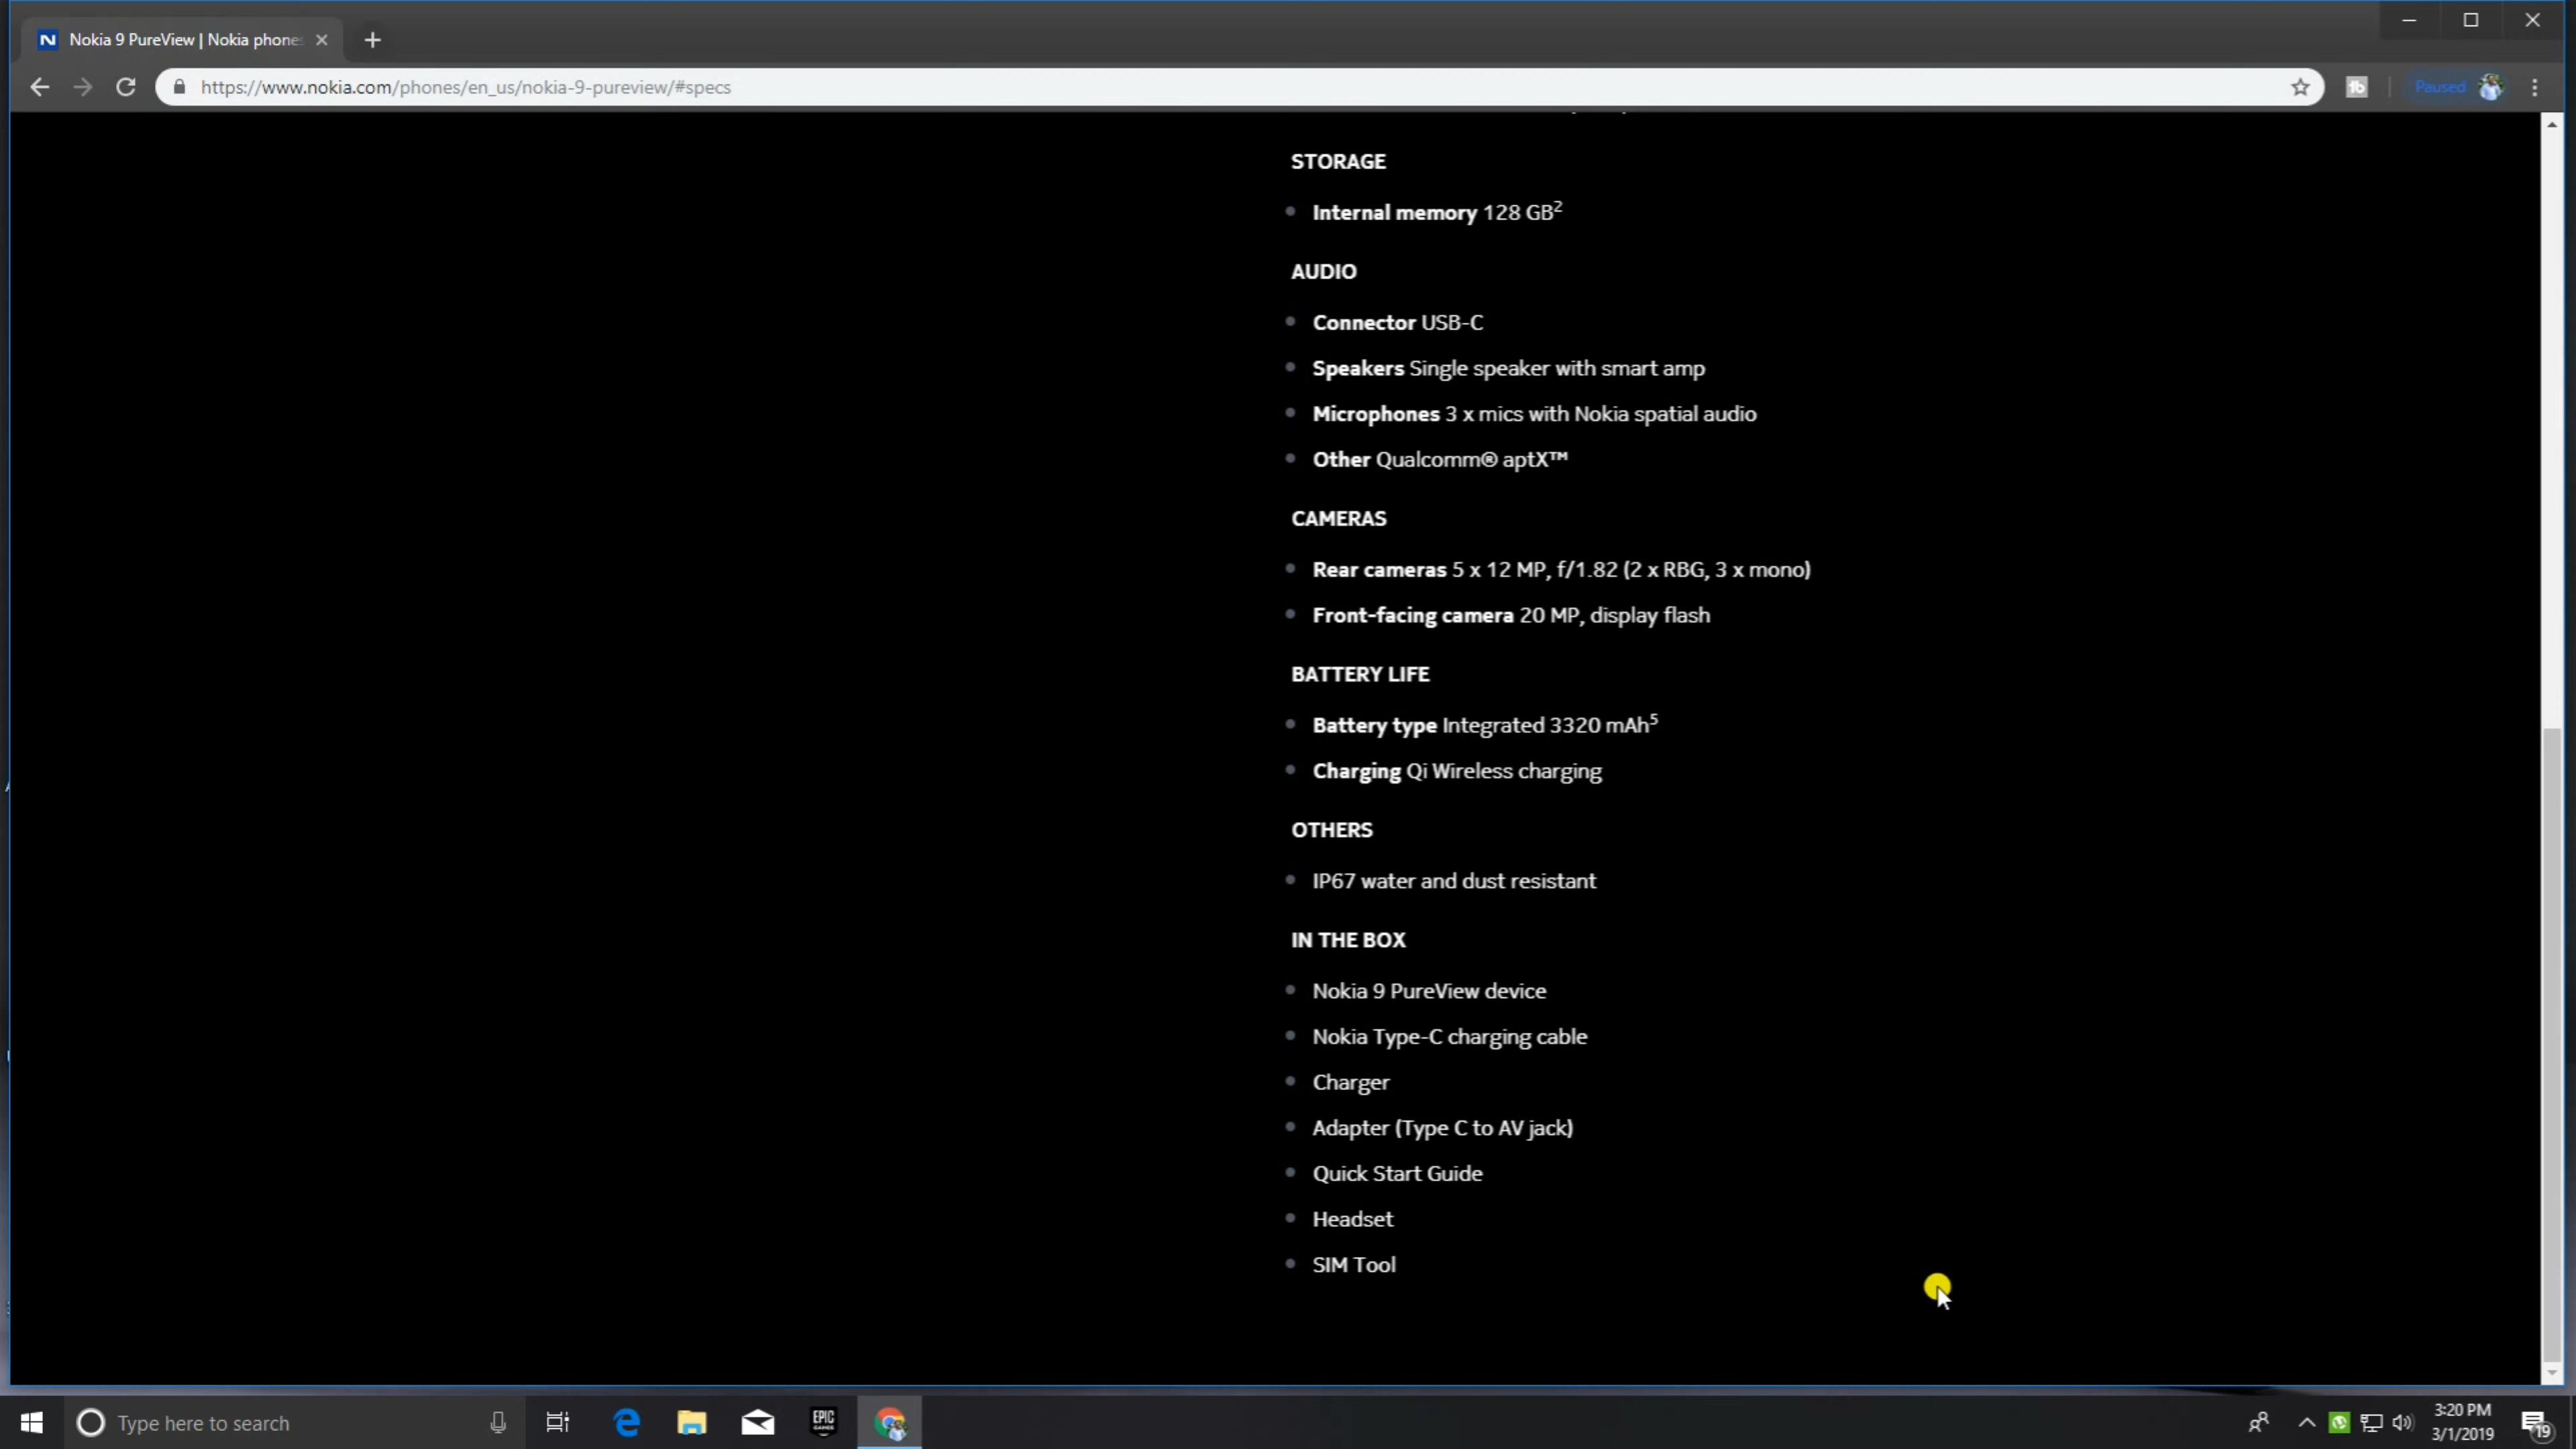 Nokia 9 PureView | Nokia phones
https://www.nokia.com/phones/en_us/nokia-9-pureview/#specs
Paused
STORAGE
Internal memory 128 GB²
AUDIO
Connector USB-C
Speakers Single speaker with smart amp
Microphones 3 x mics with Nokia spatial audio
Other Qualcomm® aptX™
CAMERAS
Rear cameras 5 x 12 MP, f/1.82 (2 x RBG, 3 x mono)
Front-facing camera 20 MP, display flash
BATTERY LIFE
Battery type Integrated 3320 mAh⁵
Charging Qi Wireless charging
OTHERS
IP67 water and dust resistant
IN THE BOX
Nokia 9 PureView device
Nokia Type-C charging cable
Charger
Adapter (Type C to AV jack)
Quick Start Guide
Headset
SIM Tool
Type here to search
EPIC
GAMES
3:20 PM
3/1/2019
19